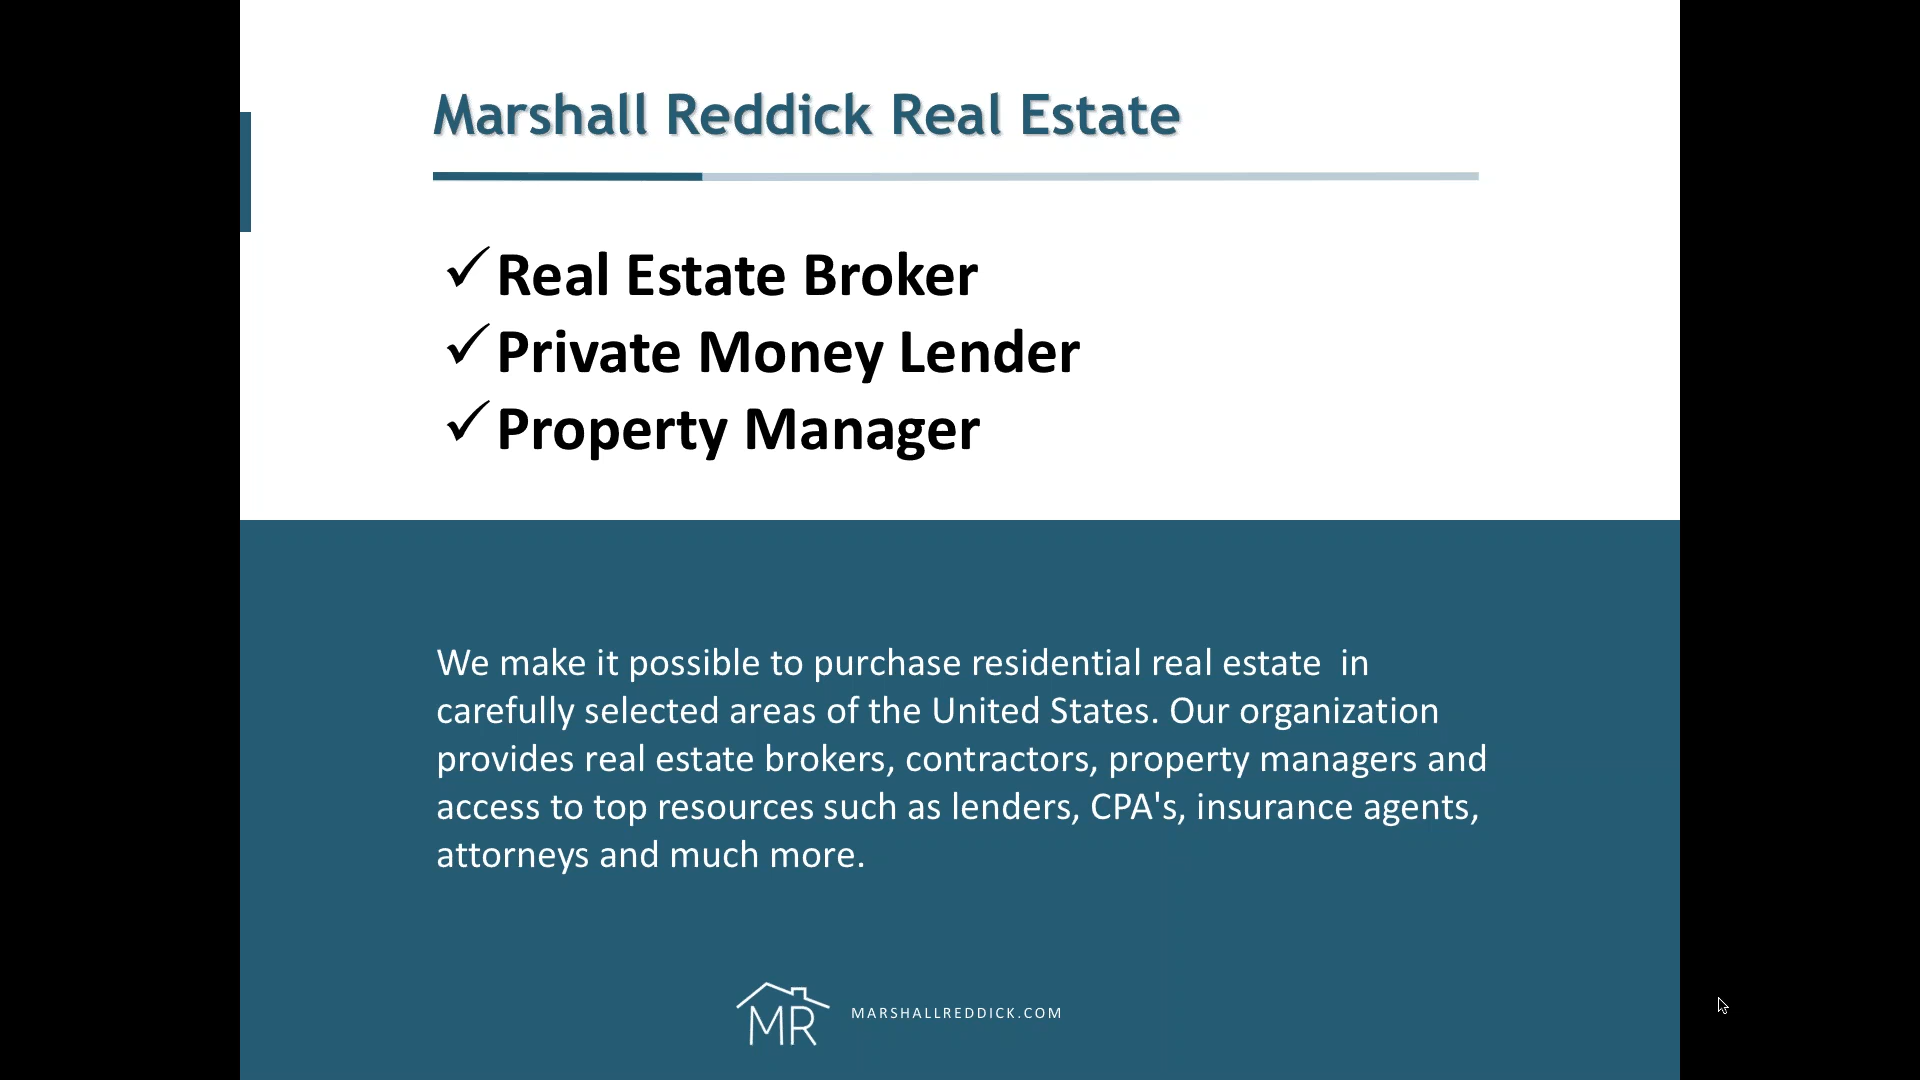 Marshall Reddick Real Estate
✓Real Estate Broker
✓Private Money Lender
✓Property Manager
We make it possible to purchase residential real estate  in
carefully selected areas of the United States. Our organization
provides real estate brokers, contractors, property managers and
access to top resources such as lenders, CPA's, insurance agents,
attorneys and much more.
MR MARSHALLREDDICK.COM